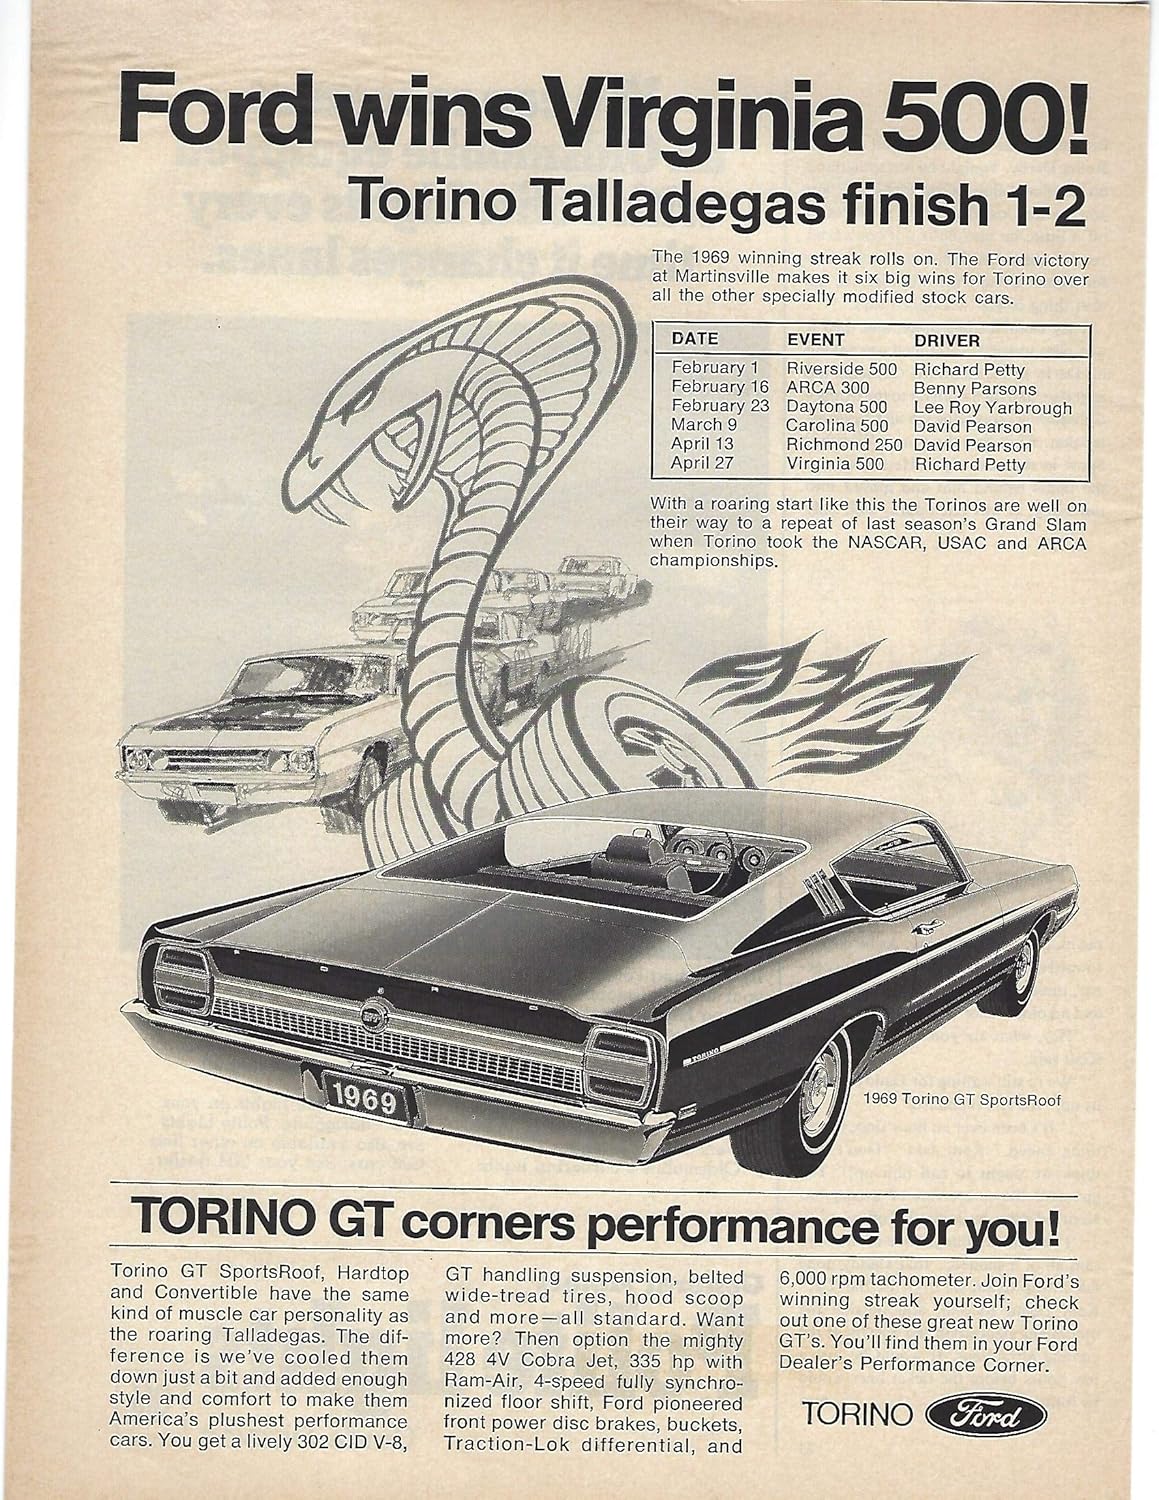 Ford wins Virginia 500!
Torino Talladegas finish 1-2
The 1969 winning streak rolls on. The Ford victory
at Martinsville makes it six big wins for Torino over
all the other specially modified stock cars.
DATE EVENT DRIVER
February 1 Riverside 500 Richard Petty
February 16 ARCA 300 Benny Parsons
February 23 Daytona 500 Lee Roy Yarbrough
March 9 Carolina 500 David Pearson
April 13 Richmond 250 David Pearson
April 27 Virginia 500 Richard Petty
With a roaring start like this the Torinos are well on
their way to a repeat of last season's Grand Slam
when Torino took the NASCAR, USAC and ARCA
championships.
TORINO
GT
1969
1969 Torino GT SportsRoof
TORINO GT corners performance for you!
Torino GT SportsRoof, Hardtop
and Convertible have the same
kind of muscle car personality as
the roaring Talladegas. The dif-
ference is we've cooled them
down just a bit and added enough
style and comfort to make them
America's plushest performance
cars. You get a lively 302 CID V-8,
GT handling suspension, belted
wide-tread tires, hood scoop
and more—all standard. Want
more? Then option the mighty
428 4V Cobra Jet, 335 hp with
Ram-Air, 4-speed fully synchro-
nized floor shift, Ford pioneered
front power disc brakes, buckets,
Traction-Lok differential, and
6,000 rpm tachometer. Join Ford's
winning streak yourself; check
out one of these great new Torino
GT's. You'll find them in your Ford
Dealer's Performance Corner.
TORINO Ford